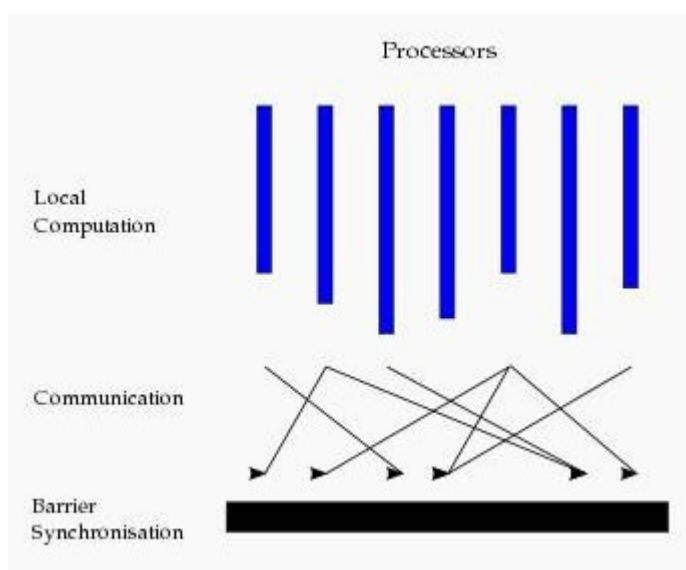 Processors
Local
Computation
Communication
Barrier
Synchronisation